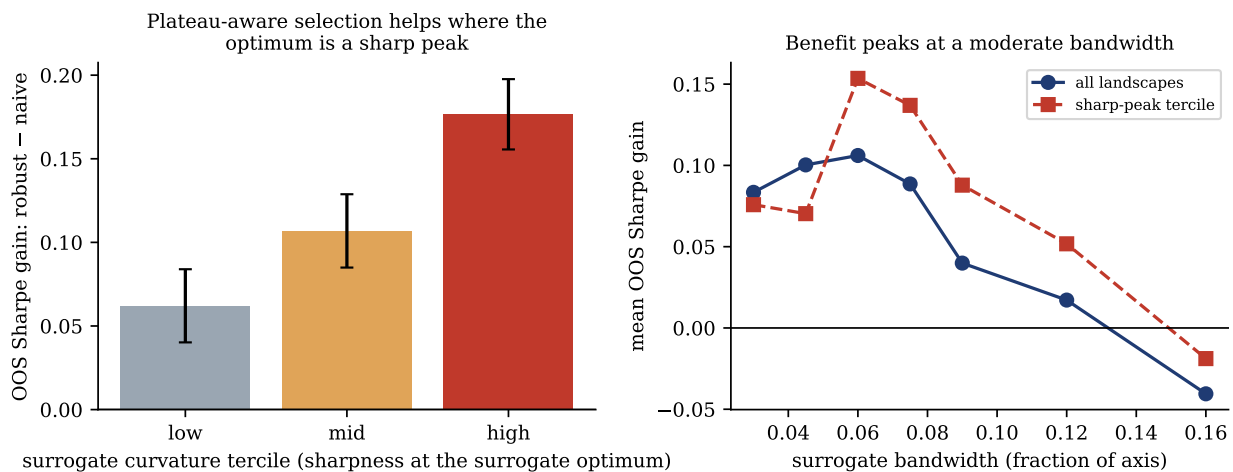 Plateau-aware selection helps where the
optimum is a sharp peak
OOS Sharpe gain: robust − naive
0.20
0.15
0.10
0.05
0.00
low mid high
surrogate curvature tercile (sharpness at the surrogate optimum)
Benefit peaks at a moderate bandwidth
mean OOS Sharpe gain
0.15
0.10
0.05
0.00
−0.05
all landscapes
sharp-peak tercile
0.04 0.06 0.08 0.10 0.12 0.14 0.16
surrogate bandwidth (fraction of axis)